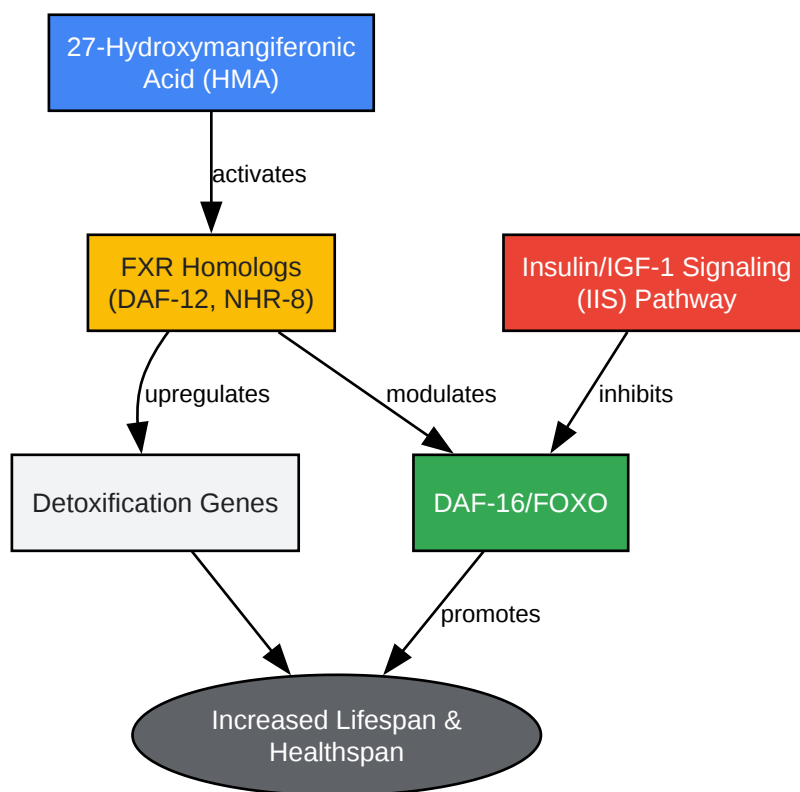 27-Hydroxymangiferonic
Acid (HMA)
activates
FXR Homologs
(DAF-12, NHR-8)
Insulin/IGF-1 Signaling
(IIS) Pathway
upregulates
modulates
inhibits
Detoxification Genes
DAF-16/FOXO
promotes
Increased Lifespan &
Healthspan